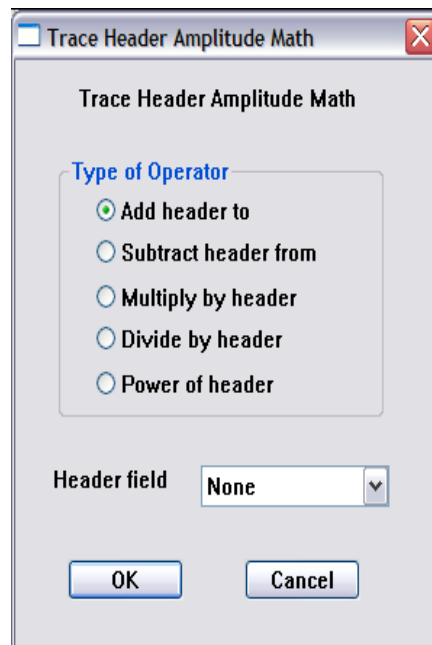 Trace Header Amplitude Math
Trace Header Amplitude Math
Type of Operator
Add header to
Subtract header from
Multiply by header
Divide by header
Power of header
Header field None
OK Cancel